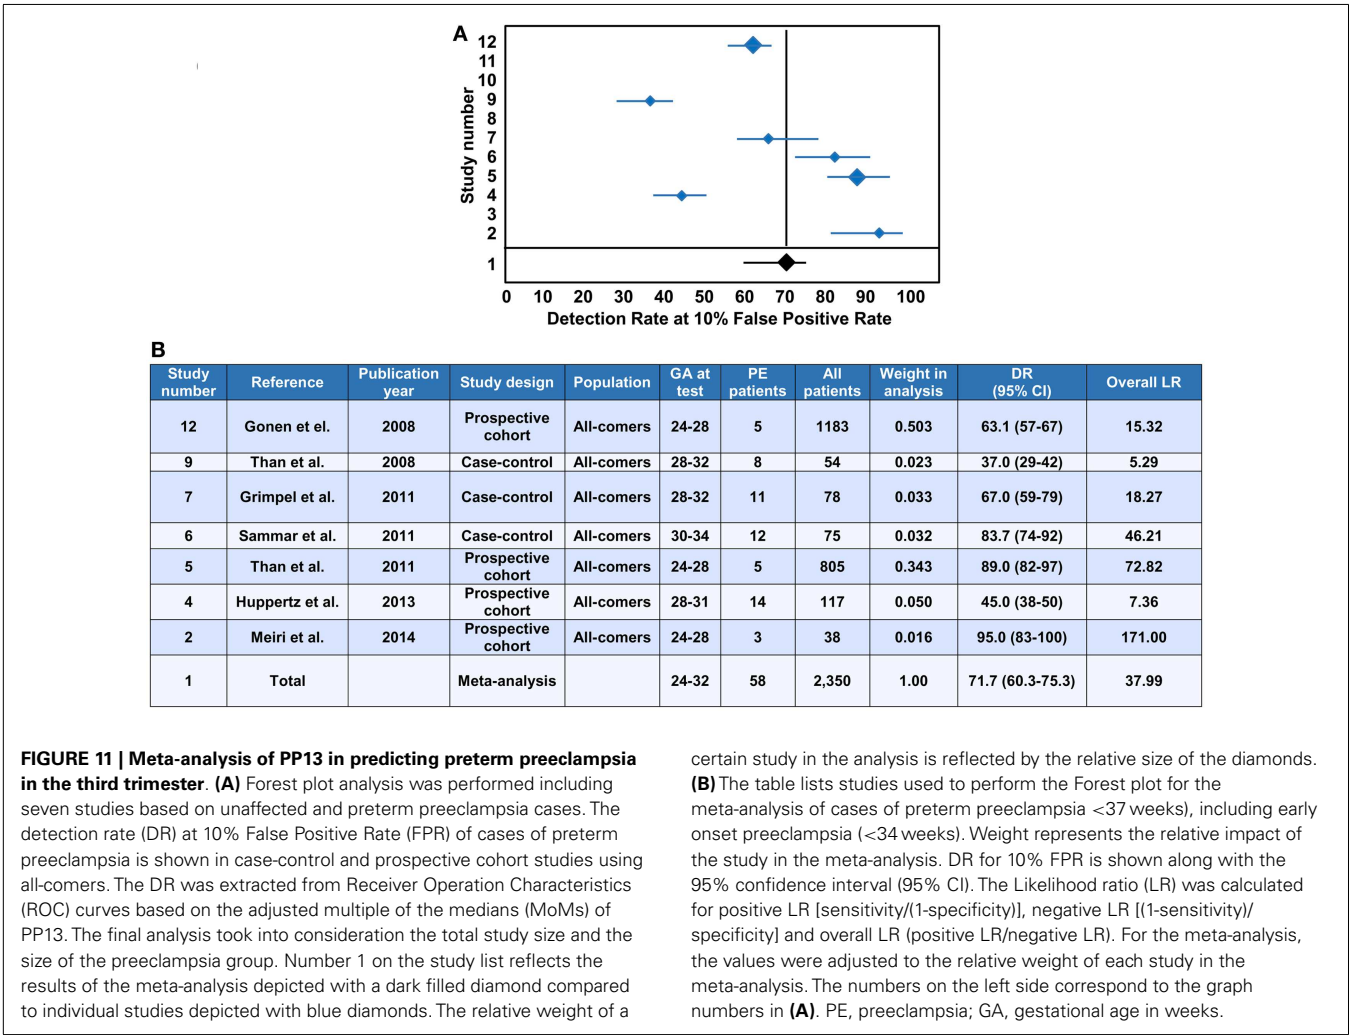 A
12
11
10
9
8
7
6
5
4
3
2
1
Study number
0 10 20 30 40 50 60 70 80 90 100
Detection Rate at 10% False Positive Rate
B
Study number Reference Publication year Study design Population GA at test PE patients All patients Weight in analysis DR (95% CI) Overall LR
12 Gonen et el. 2008 Prospective cohort All-comers 24-28 5 1183 0.503 63.1 (57-67) 15.32
9 Than et al. 2008 Case-control All-comers 28-32 8 54 0.023 37.0 (29-42) 5.29
7 Grimpel et al. 2011 Case-control All-comers 28-32 11 78 0.033 67.0 (59-79) 18.27
6 Sammar et al. 2011 Case-control All-comers 30-34 12 75 0.032 83.7 (74-92) 46.21
5 Than et al. 2011 Prospective cohort All-comers 24-28 5 805 0.343 89.0 (82-97) 72.82
4 Huppertz et al. 2013 Prospective cohort All-comers 28-31 14 117 0.050 45.0 (38-50) 7.36
2 Meiri et al. 2014 Prospective cohort All-comers 24-28 3 38 0.016 95.0 (83-100) 171.00
1 Total Meta-analysis 24-32 58 2,350 1.00 71.7 (60.3-75.3) 37.99
FIGURE 11 | Meta-analysis of PP13 in predicting preterm preeclampsia
in the third trimester. (A) Forest plot analysis was performed including
seven studies based on unaffected and preterm preeclampsia cases. The
detection rate (DR) at 10% False Positive Rate (FPR) of cases of preterm
preeclampsia is shown in case-control and prospective cohort studies using
all-comers. The DR was extracted from Receiver Operation Characteristics
(ROC) curves based on the adjusted multiple of the medians (MoMs) of
PP13. The final analysis took into consideration the total study size and the
size of the preeclampsia group. Number 1 on the study list reflects the
results of the meta-analysis depicted with a dark filled diamond compared
to individual studies depicted with blue diamonds. The relative weight of a
certain study in the analysis is reflected by the relative size of the diamonds.
(B) The table lists studies used to perform the Forest plot for the
meta-analysis of cases of preterm preeclampsia <37 weeks), including early
onset preeclampsia (<34 weeks). Weight represents the relative impact of
the study in the meta-analysis. DR for 10% FPR is shown along with the
95% confidence interval (95% CI). The Likelihood ratio (LR) was calculated
for positive LR [sensitivity/(1-specificity)], negative LR [(1-sensitivity)/
specificity] and overall LR (positive LR/negative LR). For the meta-analysis,
the values were adjusted to the relative weight of each study in the
meta-analysis. The numbers on the left side correspond to the graph
numbers in (A). PE, preeclampsia; GA, gestational age in weeks.